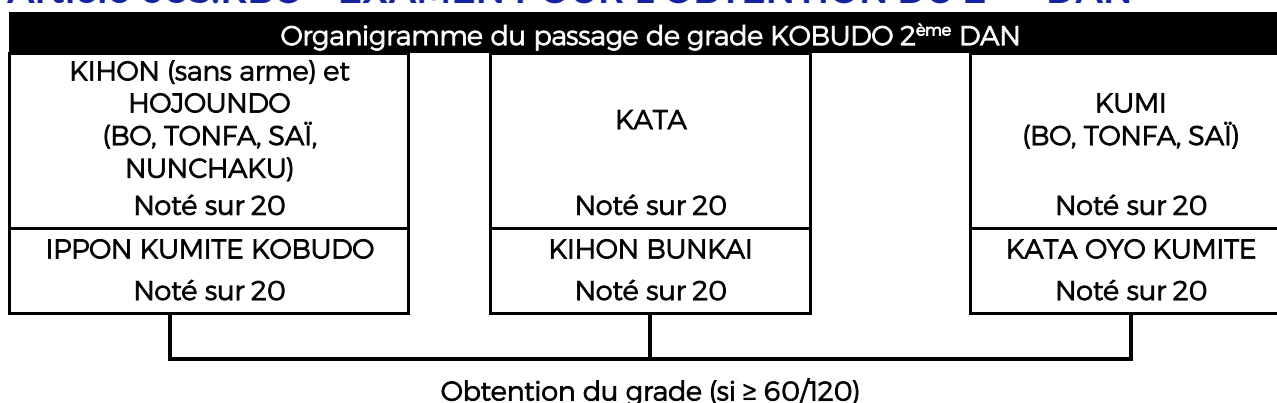 Organigramme du passage de grade KOBUDO 2ème DAN
KIHON (sans arme) et
HOJOUNDO
(BO, TONFA, SAÏ,
NUNCHAKU)
Noté sur 20
IPPON KUMITE KOBUDO
Noté sur 20
KATA
Noté sur 20
KIHON BUNKAI
Noté sur 20
KUMI
(BO, TONFA, SAÏ)
Noté sur 20
KATA OYO KUMITE
Noté sur 20
Obtention du grade (si ≥ 60/120)